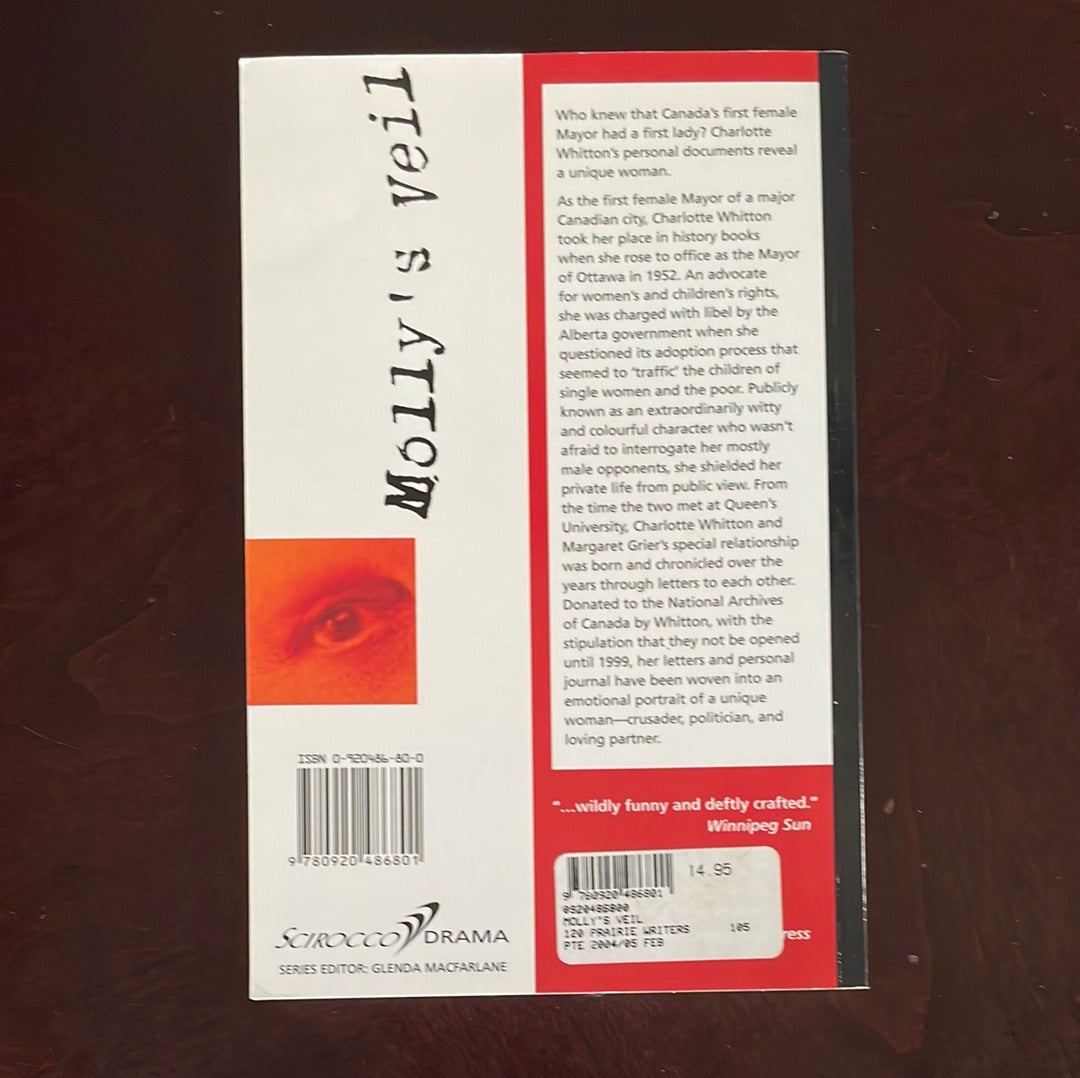 Molly's Veil
Who knew that Canada's first female
Mayor had a first lady? Charlotte
Whitton's personal documents reveal
a unique woman.
As the first female Mayor of a major
Canadian city, Charlotte Whitton
took her place in history books
when she rose to office as the Mayor
of Ottawa in 1952. An advocate
for women's and children's rights,
she was charged with libel by the
Alberta government when she
questioned its adoption process that
seemed to "traffic" the children of
single women and the poor. Publicly
known as an extraordinarily witty
and colourful character who wasn't
afraid to interrogate her mostly
male opponents, she shielded her
private life from public view. From
the time the two met at Queen's
University, Charlotte Whitton and
Margaret Grier's special relationship
was born and chronicled over the
years through letters to each other.
Donated to the National Archives
of Canada by Whitton, with the
stipulation that they not be opened
until 1999, her letters and personal
journal have been woven into an
emotional portrait of a unique
woman—crusader, politician, and
loving partner.
"...wildly funny and deftly crafted."
Winnipeg Sun
ISBN 0-920486-80-0
9 780920 486801
SCIROCCO DRAMA
SERIES EDITOR: GLENDA MACFARLANE
14.95
9 780920 486801
0920486800
MOLLY'S VEIL
120 PRAIRIE WRITERS 105
PTE 2004/05 FEB
ress